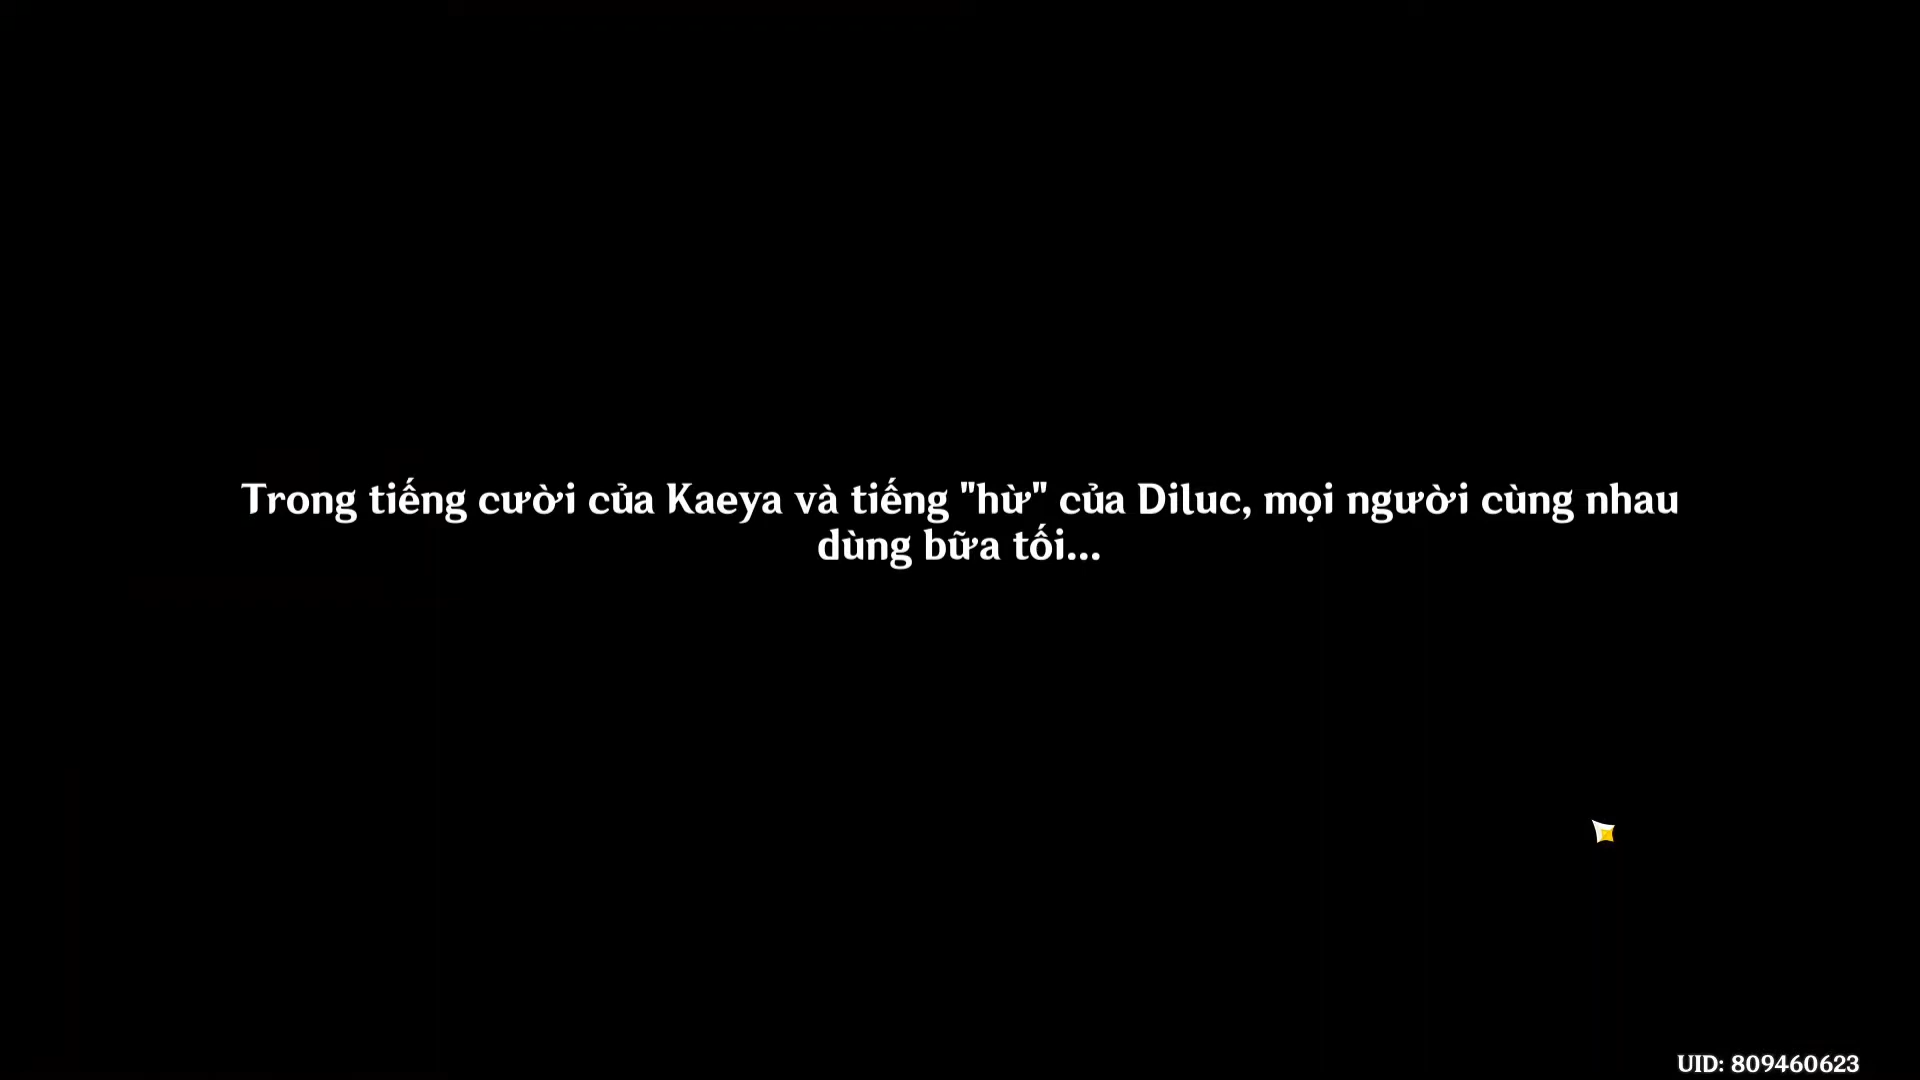 Trong tiếng cười của Kaeya và tiếng "hừ" của Diluc, mọi người cùng nhau
dùng bữa tối...
UID: 809460623